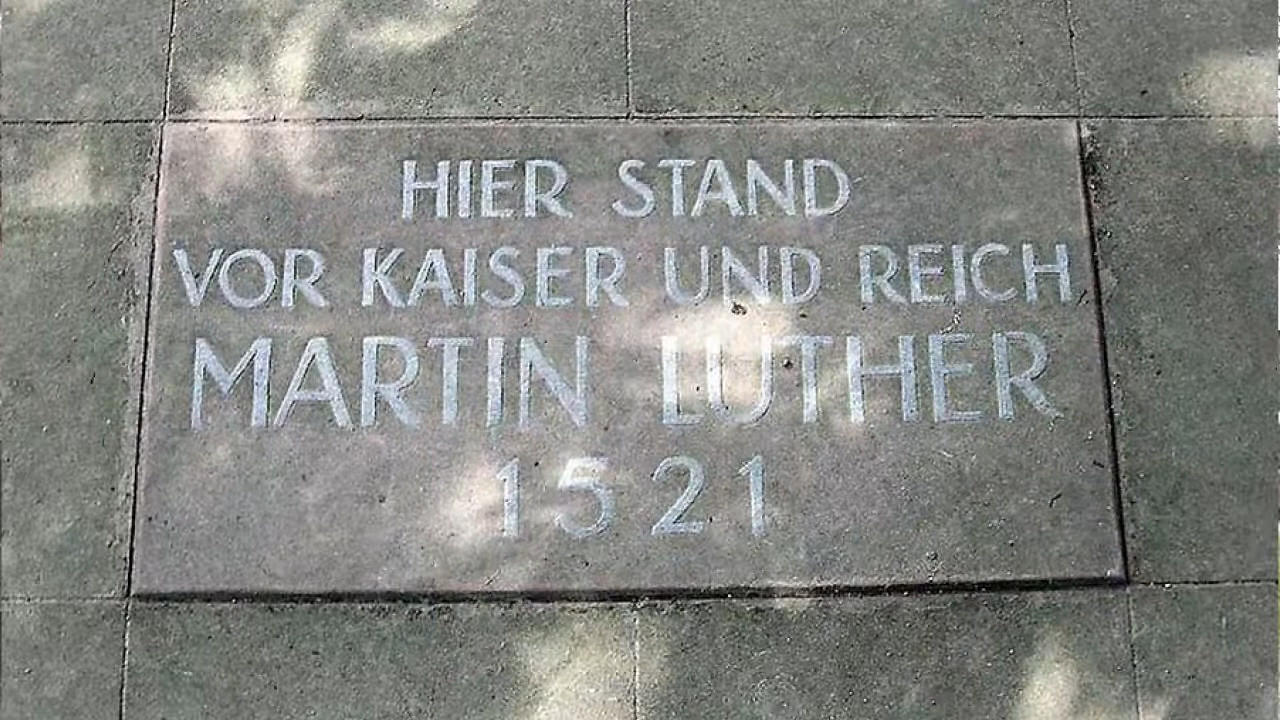 HIER STAND
VOR KAISER UND REICH
MARTIN LUTHER
1521